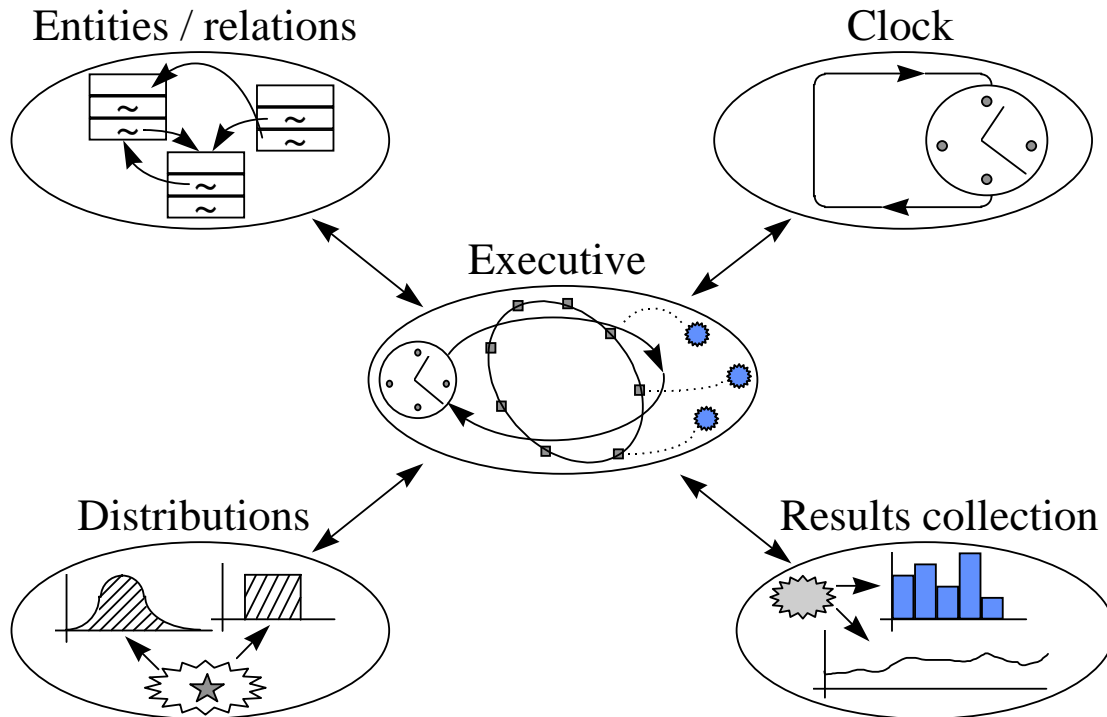 Entities / relations
Clock
Executive
Distributions
Results collection